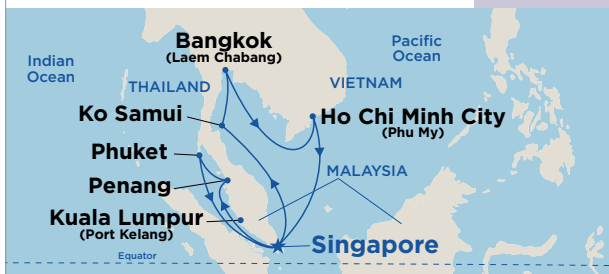 Indian
Ocean
Bangkok
(Laem Chabang)
Pacific
Ocean
THAILAND
VIETNAM
Ko Samui
Ho Chi Minh City
(Phu My)
Phuket
Penang
MALAYSIA
Kuala Lumpur
(Port Kelang)
Singapore
Equator